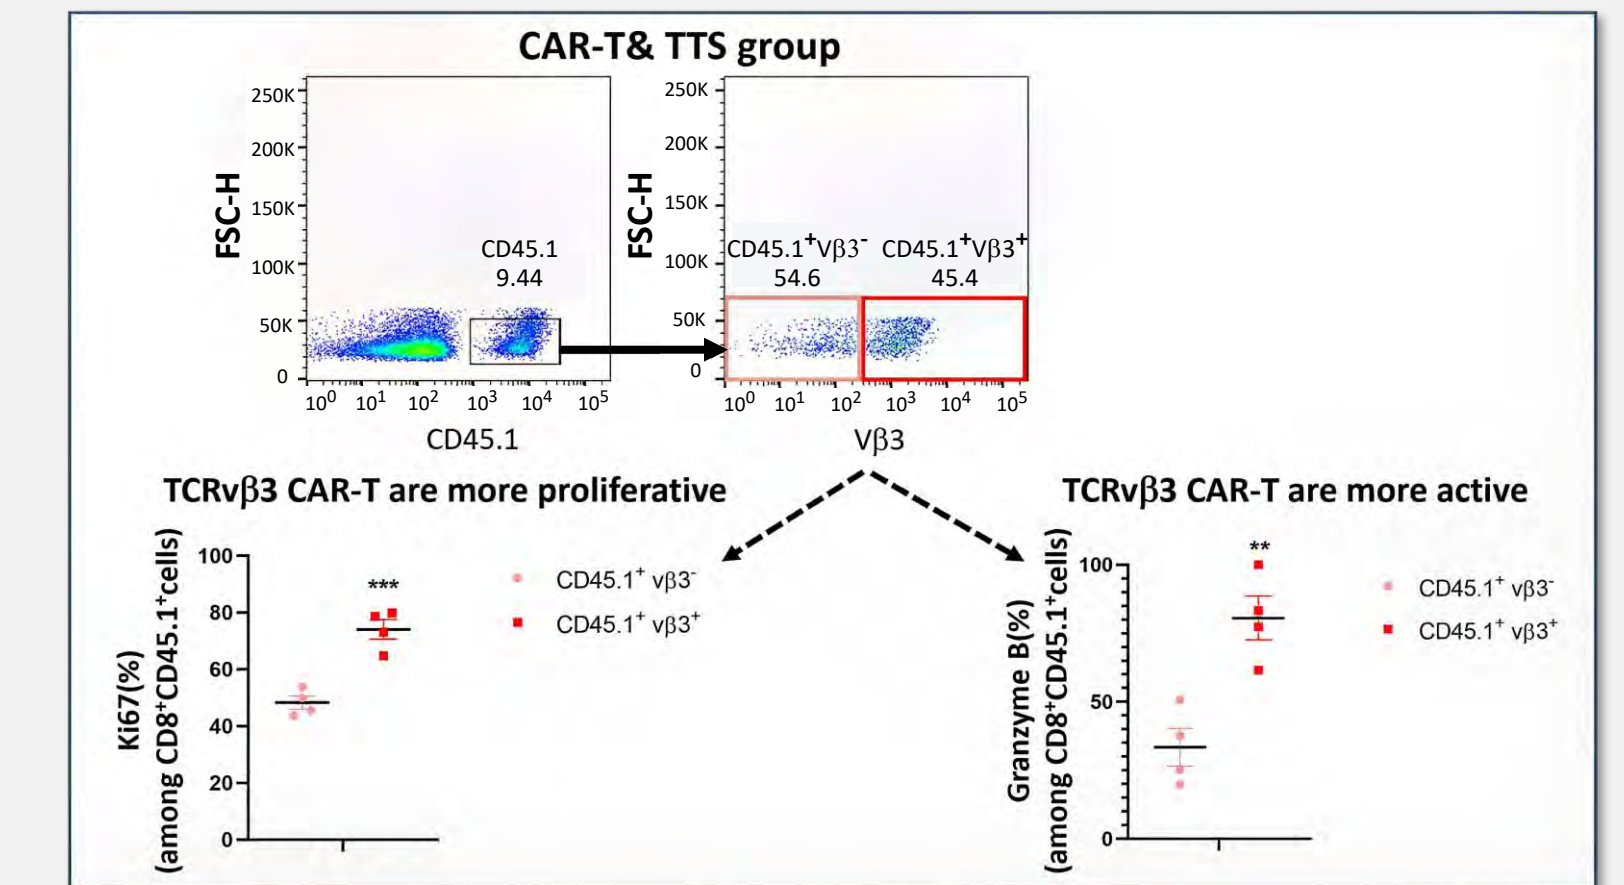 CAR-T& TTS group
FSC-H
250K
200K
150K
100K
50K
0
CD45.1
9.44
10⁰ 10¹ 10² 10³ 10⁴ 10⁵
CD45.1
FSC-H
250K
200K
150K
100K
50K
0
CD45.1⁺Vβ3⁻ CD45.1⁺Vβ3⁺
54.6 45.4
10⁰ 10¹ 10² 10³ 10⁴ 10⁵
Vβ3
TCRvβ3 CAR-T are more proliferative
Ki67(%)
(among CD8⁺CD45.1⁺cells)
100
80
60
40
20
0
***
CD45.1⁺ vβ3⁻
CD45.1⁺ vβ3⁺
TCRvβ3 CAR-T are more active
Granzyme B(%)
(among CD8⁺CD45.1⁺cells)
100
50
0
**
CD45.1⁺ vβ3⁻
CD45.1⁺ vβ3⁺